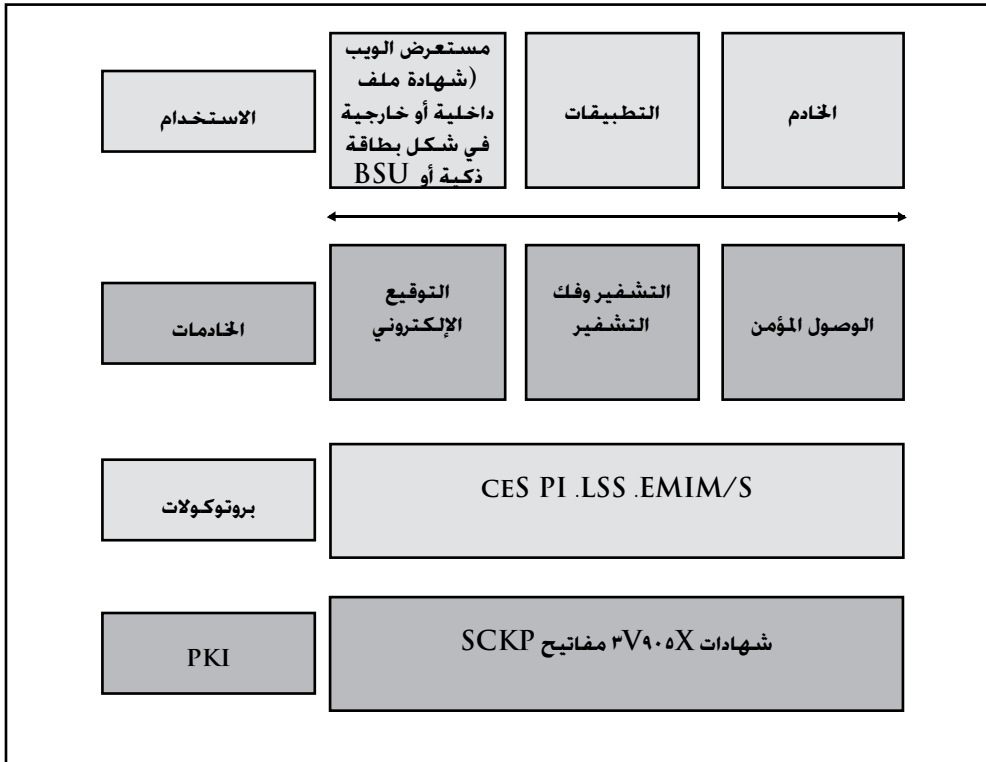 الاستخدام
مستعرض الويب
(شهادة ملف
داخلية أو خارجية
في شكل بطاقة
ذكية أو BSU
التطبيقات
الخادم
الخادمات
التوقيع
الإلكتروني
التشفير وفك
التشفير
الوصول المؤمن
بروتوكولات
CES PI .LSS .EMIM/S
PKI
شهادات ٣V٩٠٥X مفاتيح SCKP